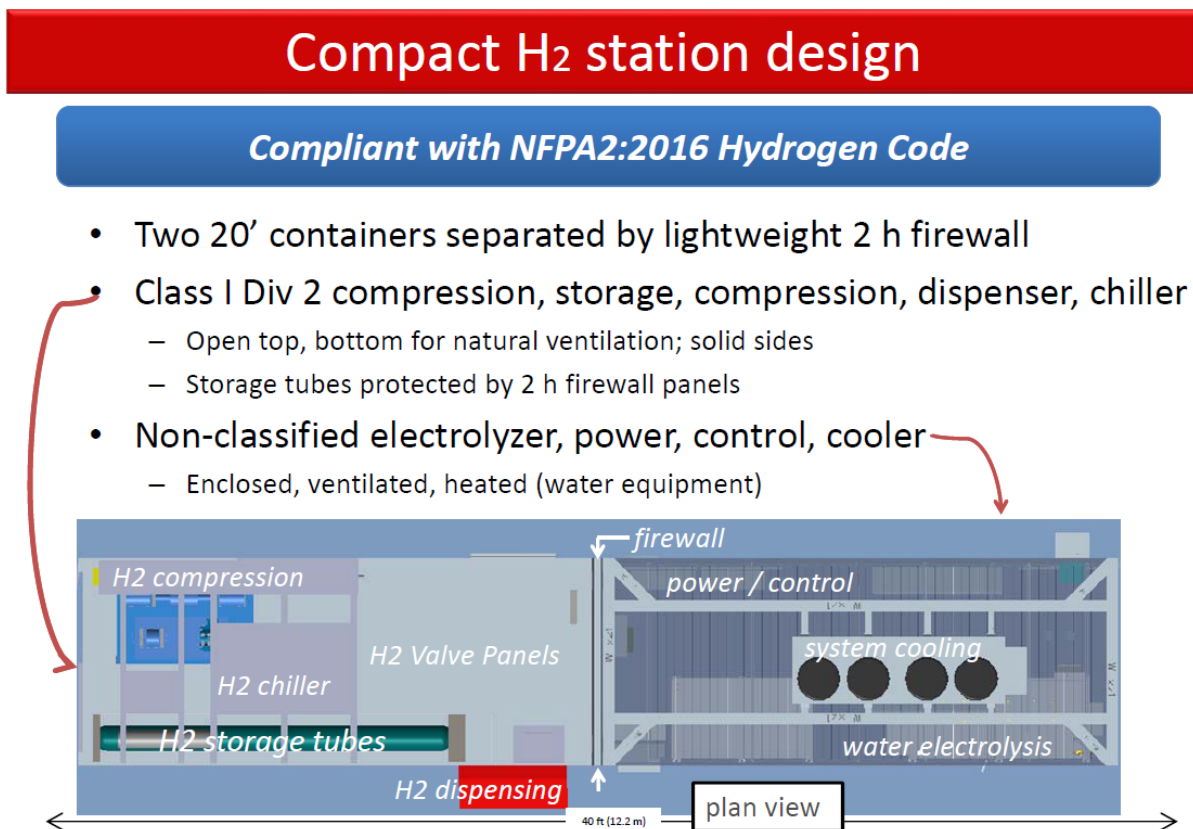 Compact H2 station design
Compliant with NFPA2:2016 Hydrogen Code
• Two 20’ containers separated by lightweight 2 h firewall
• Class I Div 2 compression, storage, compression, dispenser, chiller
– Open top, bottom for natural ventilation; solid sides
– Storage tubes protected by 2 h firewall panels
• Non-classified electrolyzer, power, control, cooler
– Enclosed, ventilated, heated (water equipment)
firewall
H2 compression
power / control
H2 Valve Panels
system cooling
H2 chiller
H2 storage tubes
water electrolysis
H2 dispensing
plan view
40 ft (12.2 m)